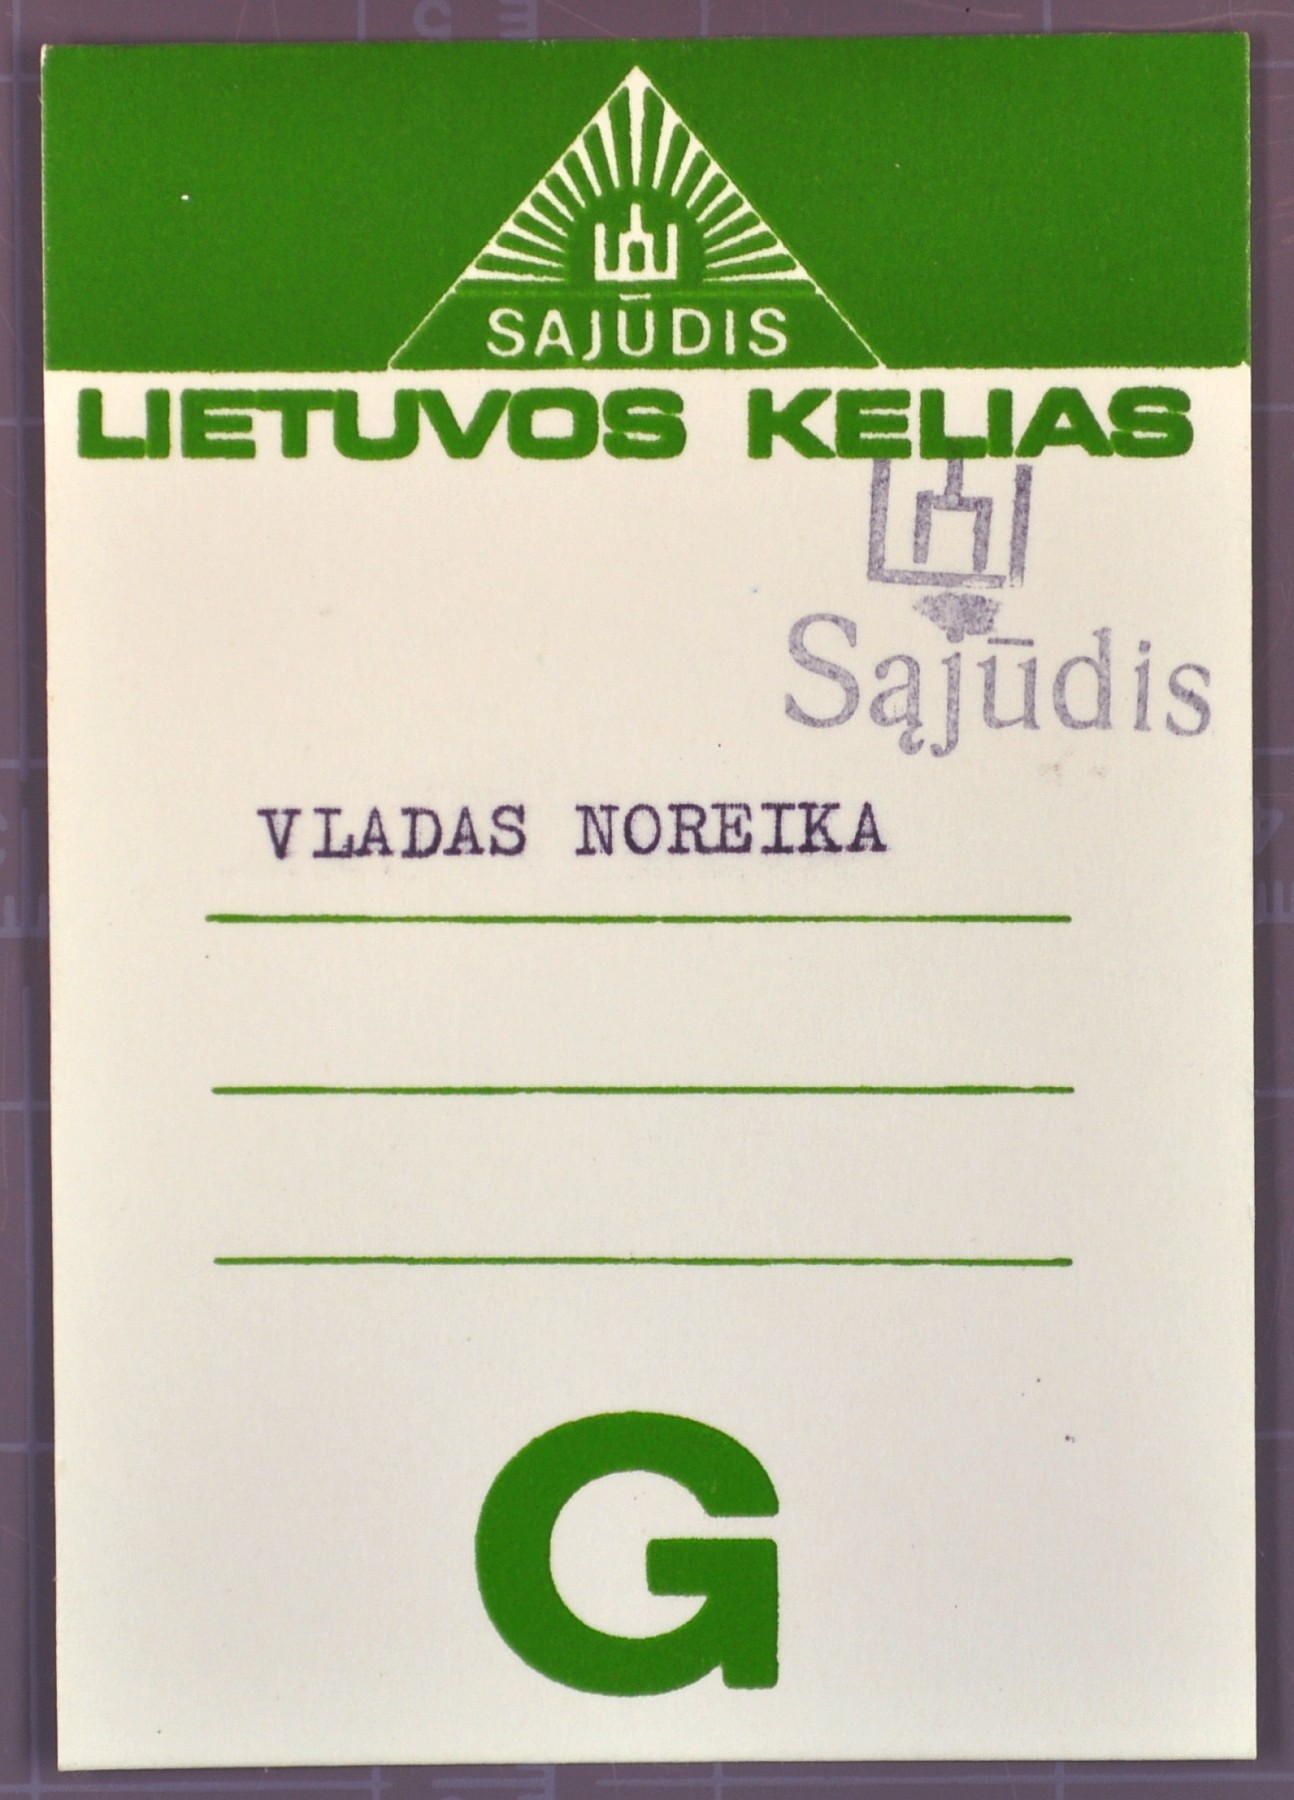 SAJŪDIS
LIETUVOS KELIAS
Sąjūdis
VLADAS NOREIKA
G